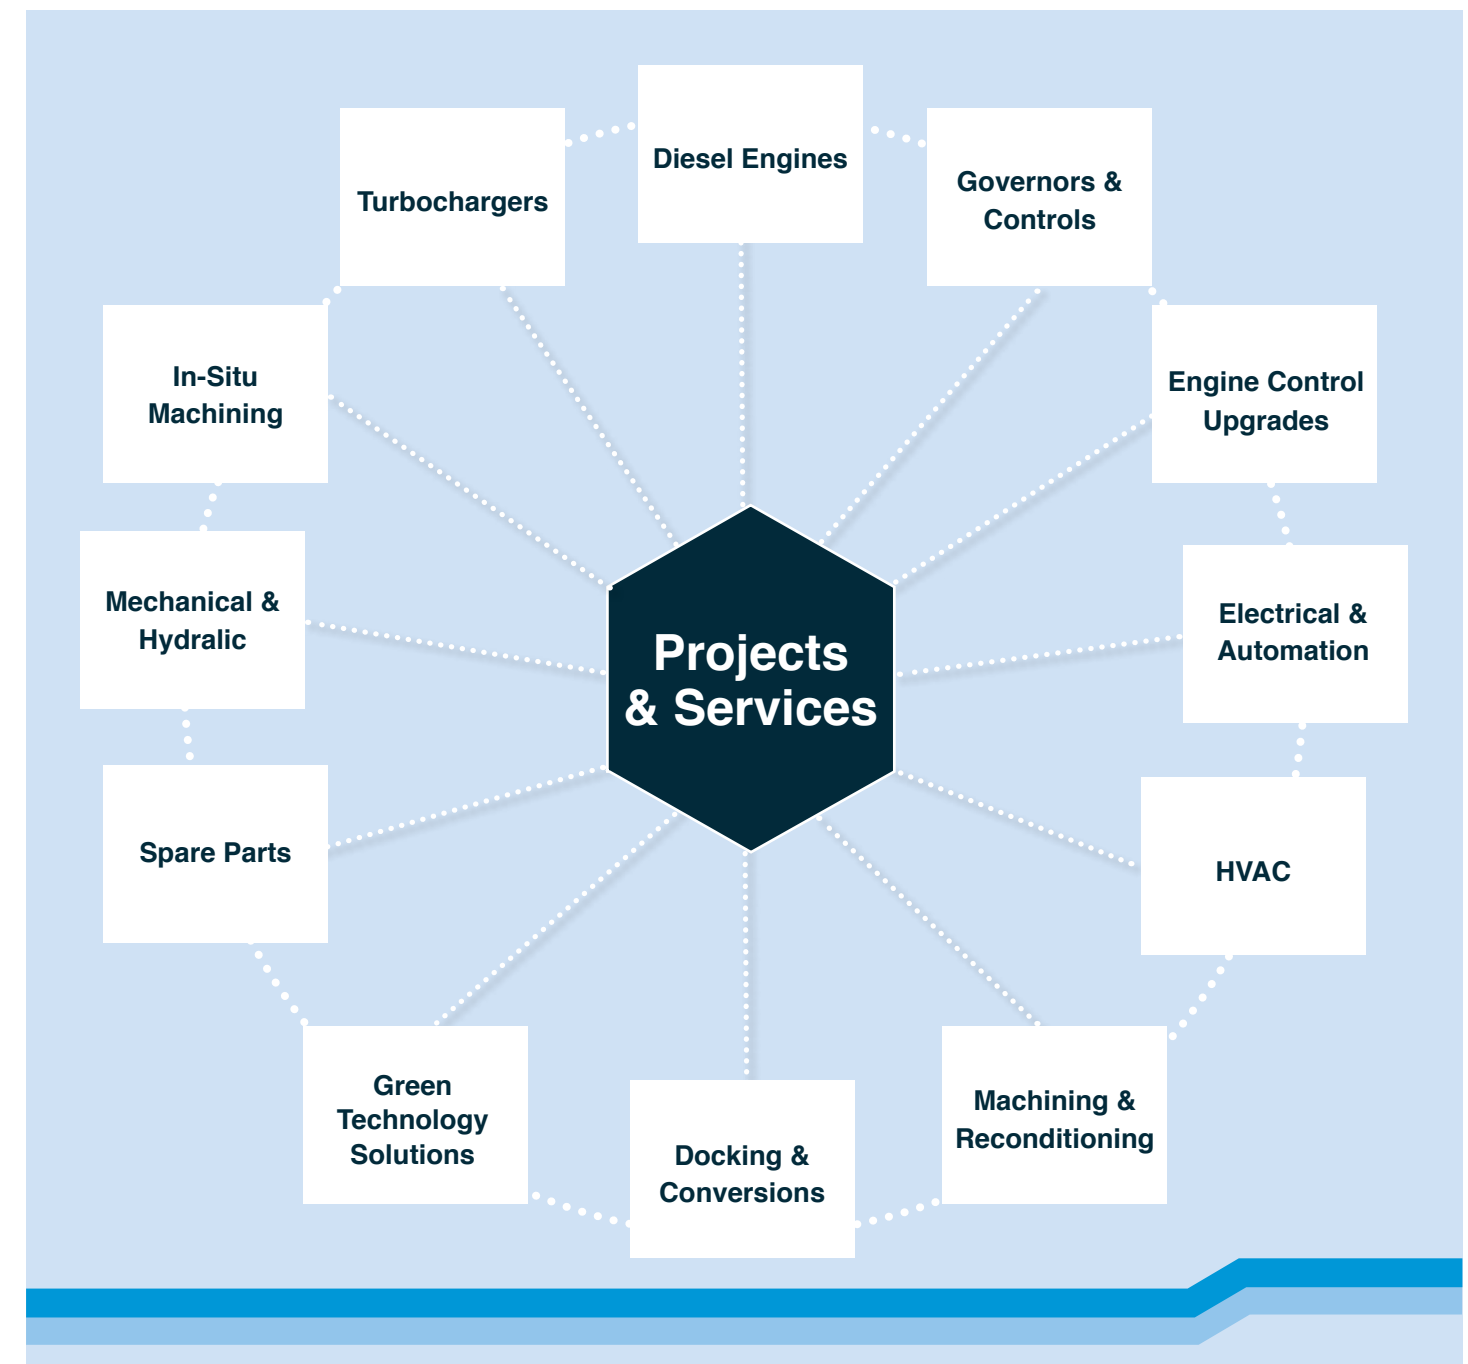 Diesel Engines
Governors &
Controls
Engine Control
Upgrades
Electrical &
Automation
HVAC
Machining &
Reconditioning
Docking &
Conversions
Green
Technology
Solutions
Spare Parts
Mechanical &
Hydralic
In-Situ
Machining
Turbochargers
Projects
& Services